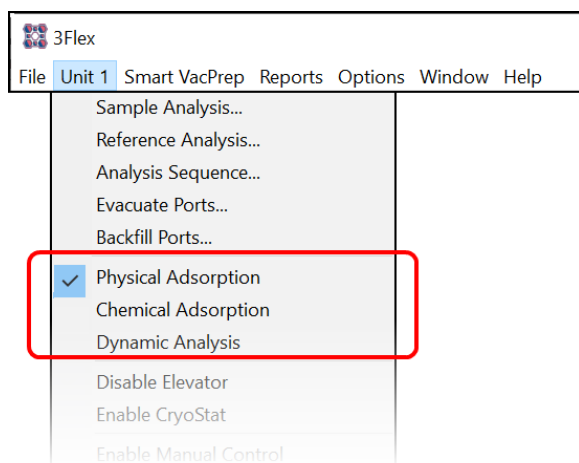 3Flex
File Unit 1 Smart VacPrep Reports Options Window Help
Sample Analysis...
Reference Analysis...
Analysis Sequence...
Evacuate Ports...
Backfill Ports...
Physical Adsorption
Chemical Adsorption
Dynamic Analysis
Disable Elevator
Enable CryoStat
Enable Manual Control